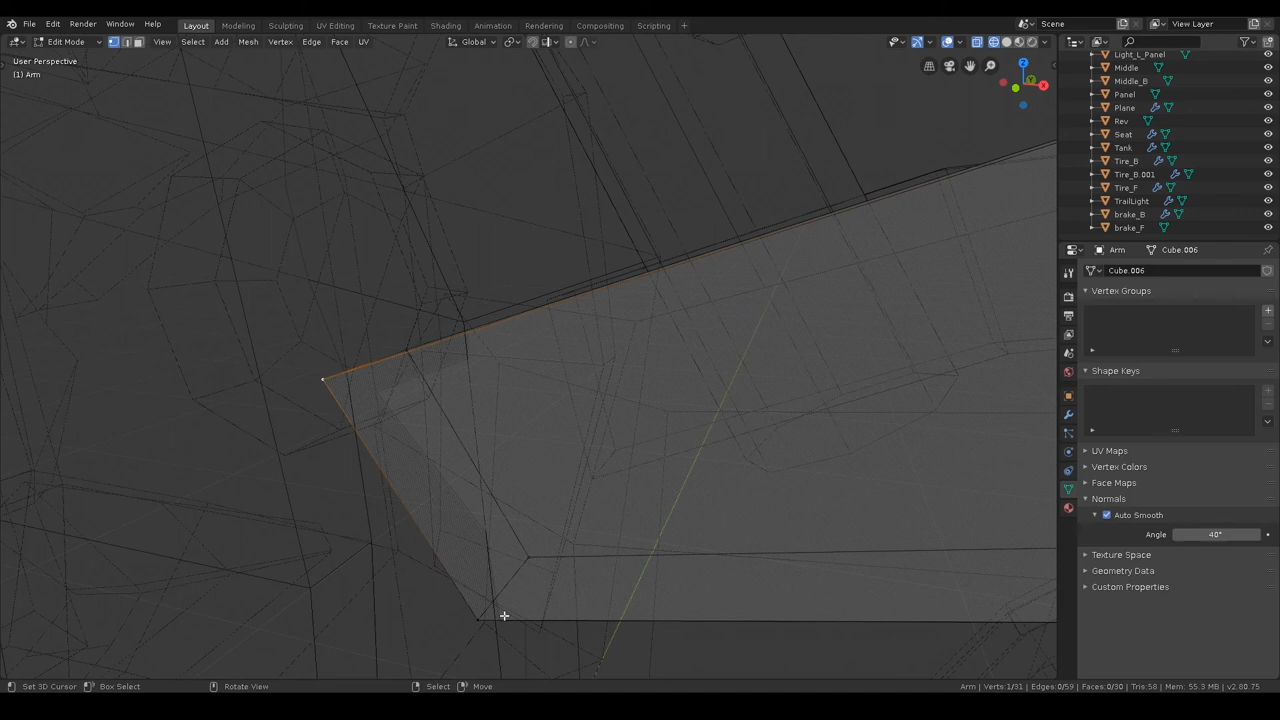 File Edit Render Window Help Layout Modeling Sculpting UV Editing Texture Paint Shading Animation Rendering Compositing Scripting + Scene View Layer
Edit Mode View Select Add Mesh Vertex Edge Face UV Global
User Perspective
(1) Arm
Z
X
Y
Light_L_Panel
Middle
Middle_B
Panel
Plane
Rev
Seat
Tank
Tire_B
Tire_B.001
Tire_F
TrailLight
brake_B
brake_F
Arm Cube.006
Cube.006
Vertex Groups
Shape Keys
UV Maps
Vertex Colors
Face Maps
Normals
Auto Smooth
Angle 40°
Texture Space
Geometry Data
Custom Properties
Set 3D Cursor Box Select Rotate View Select Move Arm | Verts:1/31 | Edges:0/59 | Faces:0/30 | Tris:58 | Mem: 55.3 MB | v2.80.75